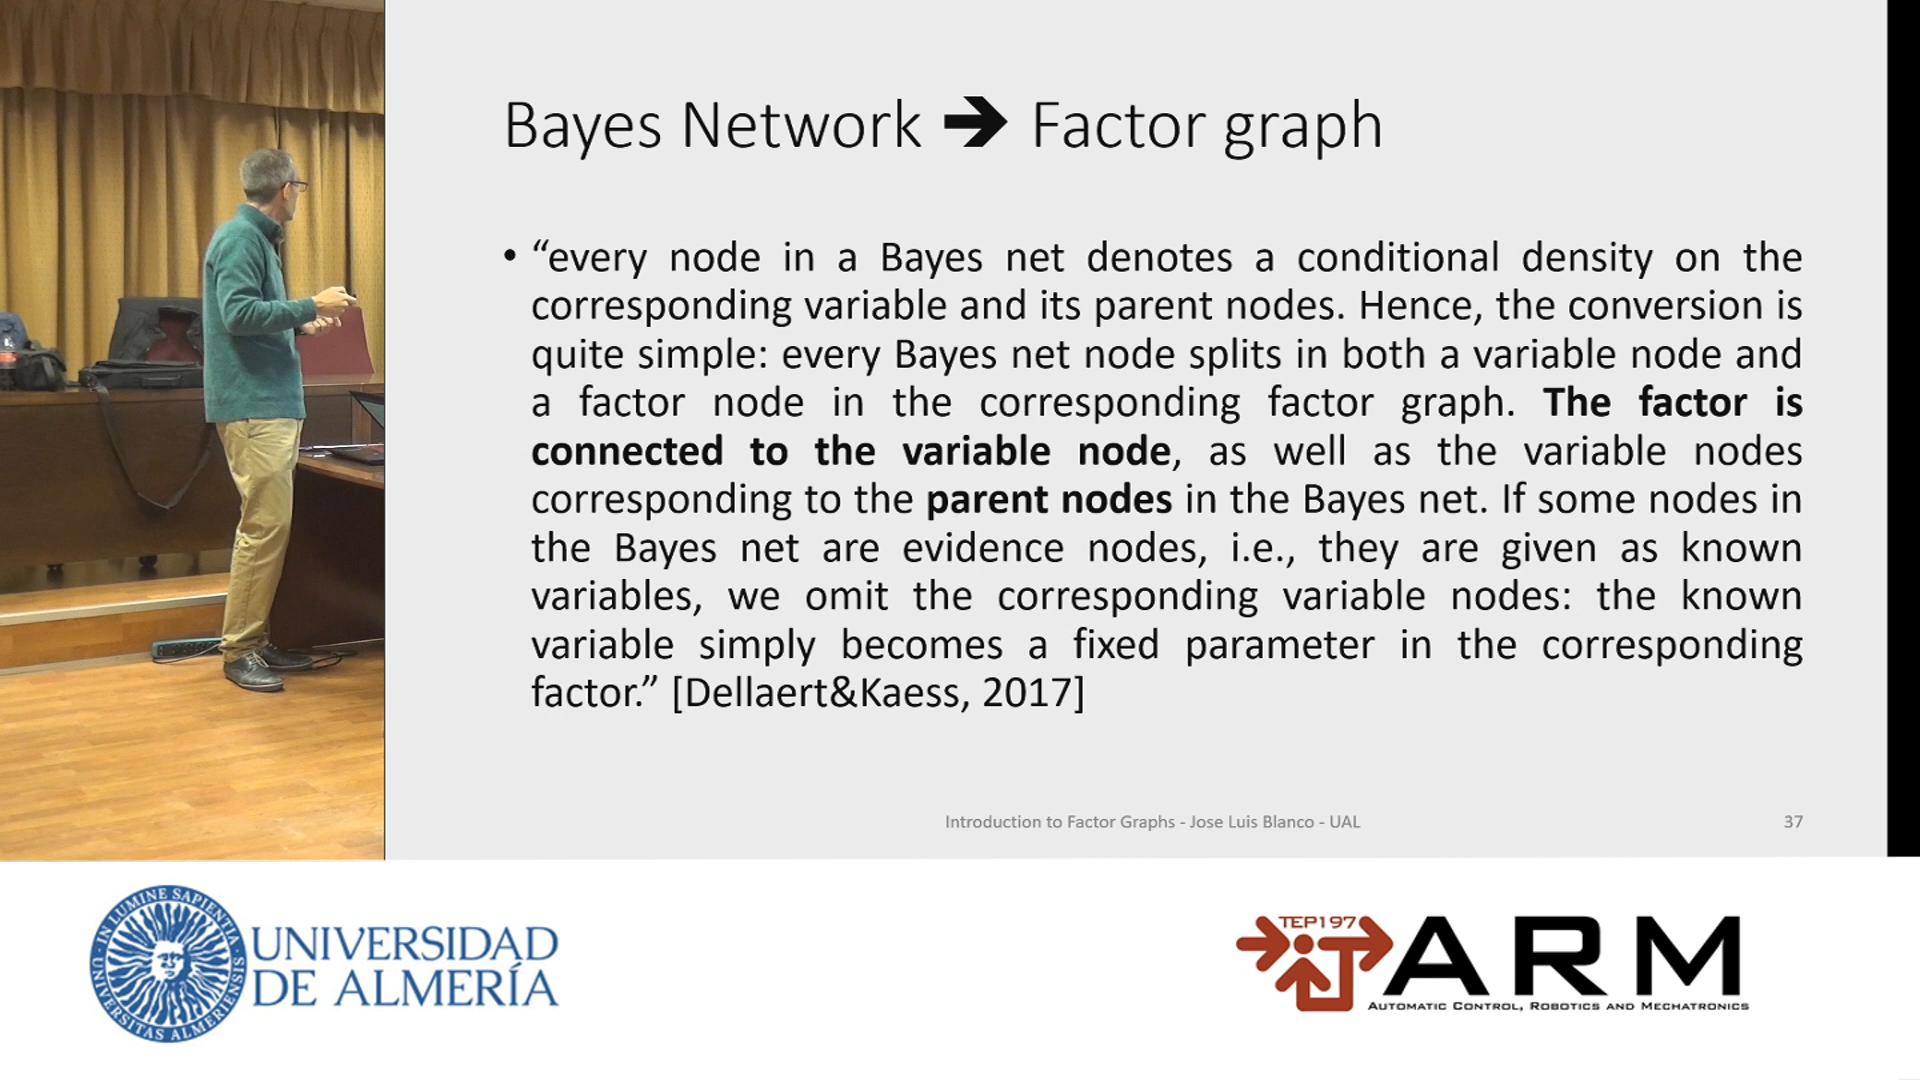 Bayes Network ➔ Factor graph
• “every node in a Bayes net denotes a conditional density on the
corresponding variable and its parent nodes. Hence, the conversion is
quite simple: every Bayes net node splits in both a variable node and
a factor node in the corresponding factor graph. The factor is
connected to the variable node, as well as the variable nodes
corresponding to the parent nodes in the Bayes net. If some nodes in
the Bayes net are evidence nodes, i.e., they are given as known
variables, we omit the corresponding variable nodes: the known
variable simply becomes a fixed parameter in the corresponding
factor.” [Dellaert&Kaess, 2017]
Introduction to Factor Graphs - Jose Luis Blanco - UAL
37
IN LUMINE SAPIENTIA
UNIVERSITAS ALMERIENSIS
UNIVERSIDAD
DE ALMERÍA
TEP197
ARM
AUTOMATIC CONTROL, ROBOTICS AND MECHATRONICS